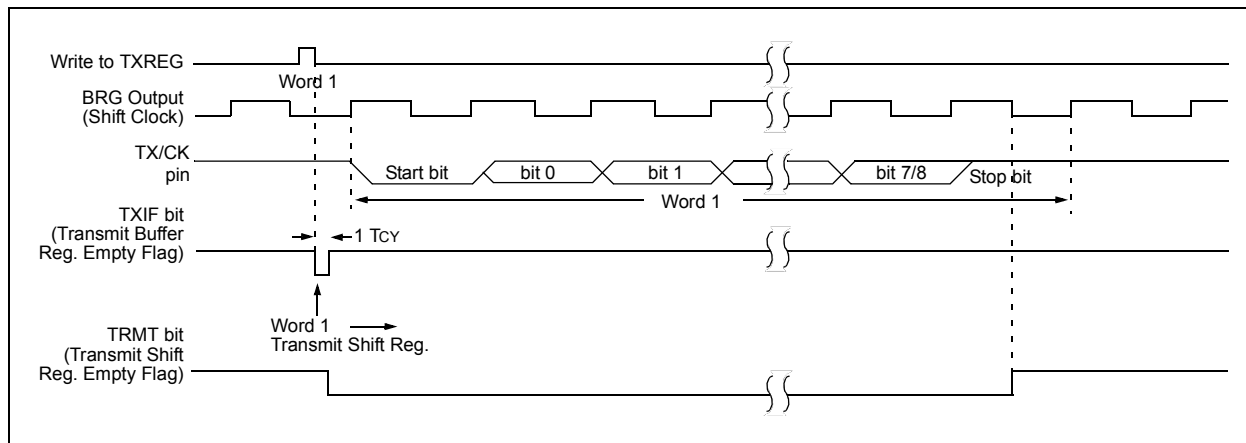 Write to TXREG
Word 1
BRG Output
(Shift Clock)
TX/CK
pin
Start bit
bit 0
bit 1
bit 7/8
Stop bit
Word 1
TXIF bit
(Transmit Buffer
Reg. Empty Flag)
1 TCY
Word 1
Transmit Shift Reg.
TRMT bit
(Transmit Shift
Reg. Empty Flag)